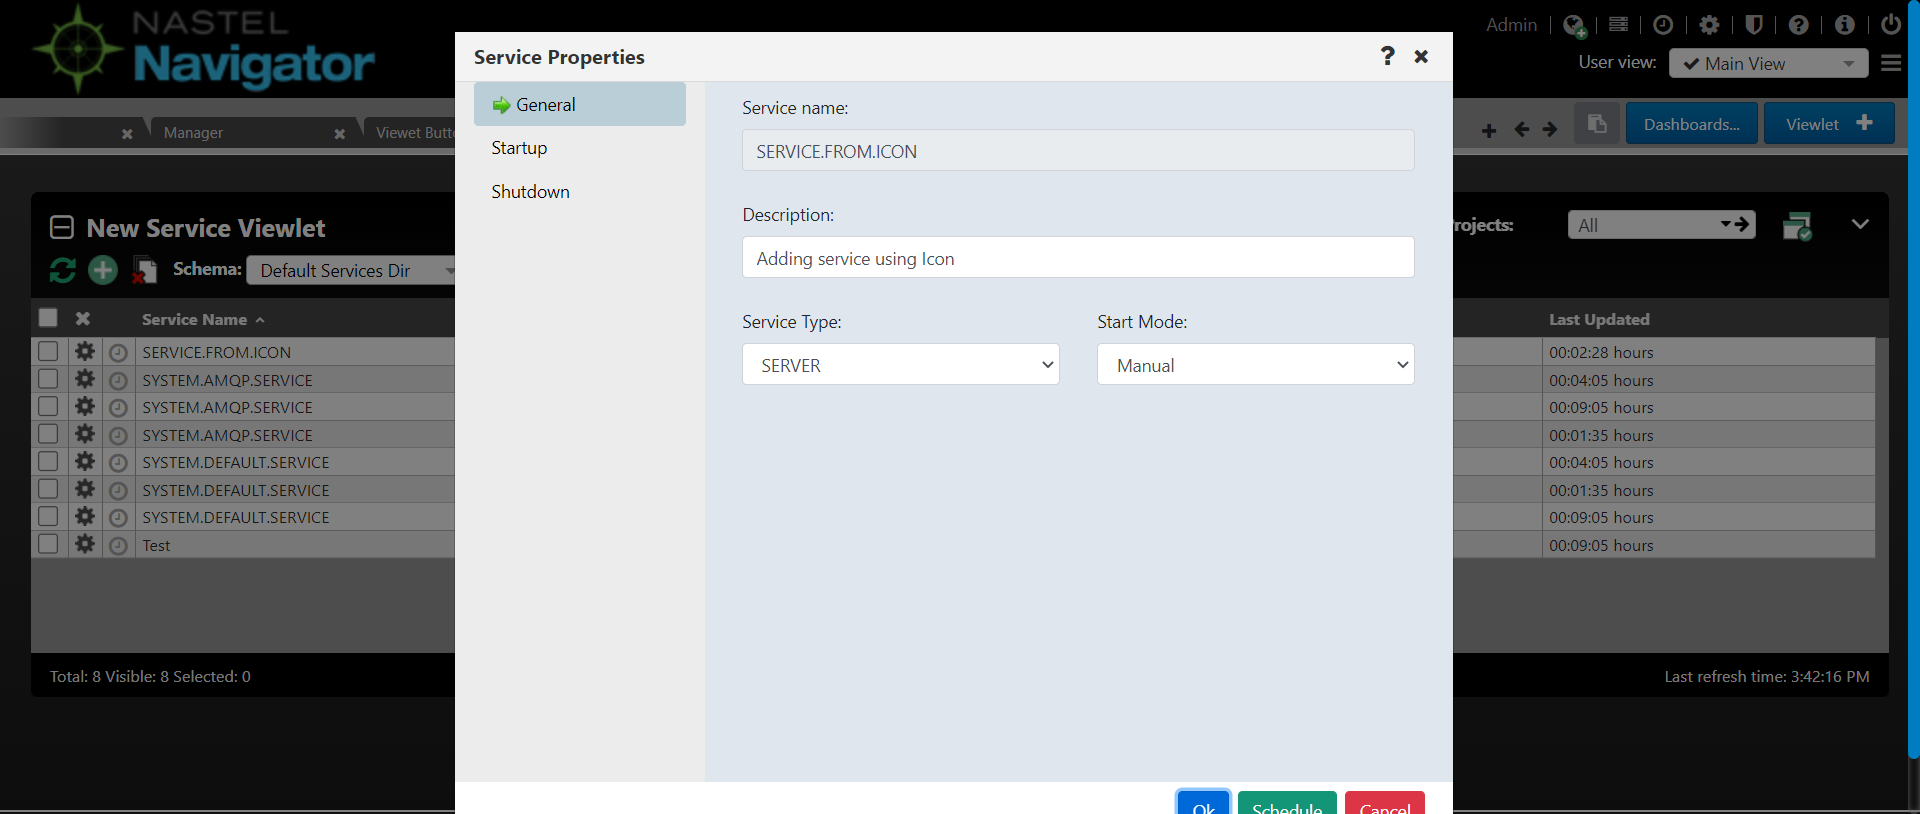 NASTEL
Navigator
Admin
User view:
Main View
Manager
Viewet Butt
Dashboards...
Viewlet
Service Properties
General
Startup
Shutdown
Service name:
SERVICE.FROM.ICON
Description:
Adding service using Icon
Service Type:
Start Mode:
SERVER
Manual
Ok
Schedule
Cancel
New Service Viewlet
rojects:
All
Schema:
Default Services Dir
Service Name
Last Updated
SERVICE.FROM.ICON
00:02:28 hours
SYSTEM.AMQP.SERVICE
00:04:05 hours
SYSTEM.AMQP.SERVICE
00:09:05 hours
SYSTEM.AMQP.SERVICE
00:01:35 hours
SYSTEM.DEFAULT.SERVICE
00:04:05 hours
SYSTEM.DEFAULT.SERVICE
00:01:35 hours
SYSTEM.DEFAULT.SERVICE
00:09:05 hours
Test
00:09:05 hours
Total: 8 Visible: 8 Selected: 0
Last refresh time: 3:42:16 PM